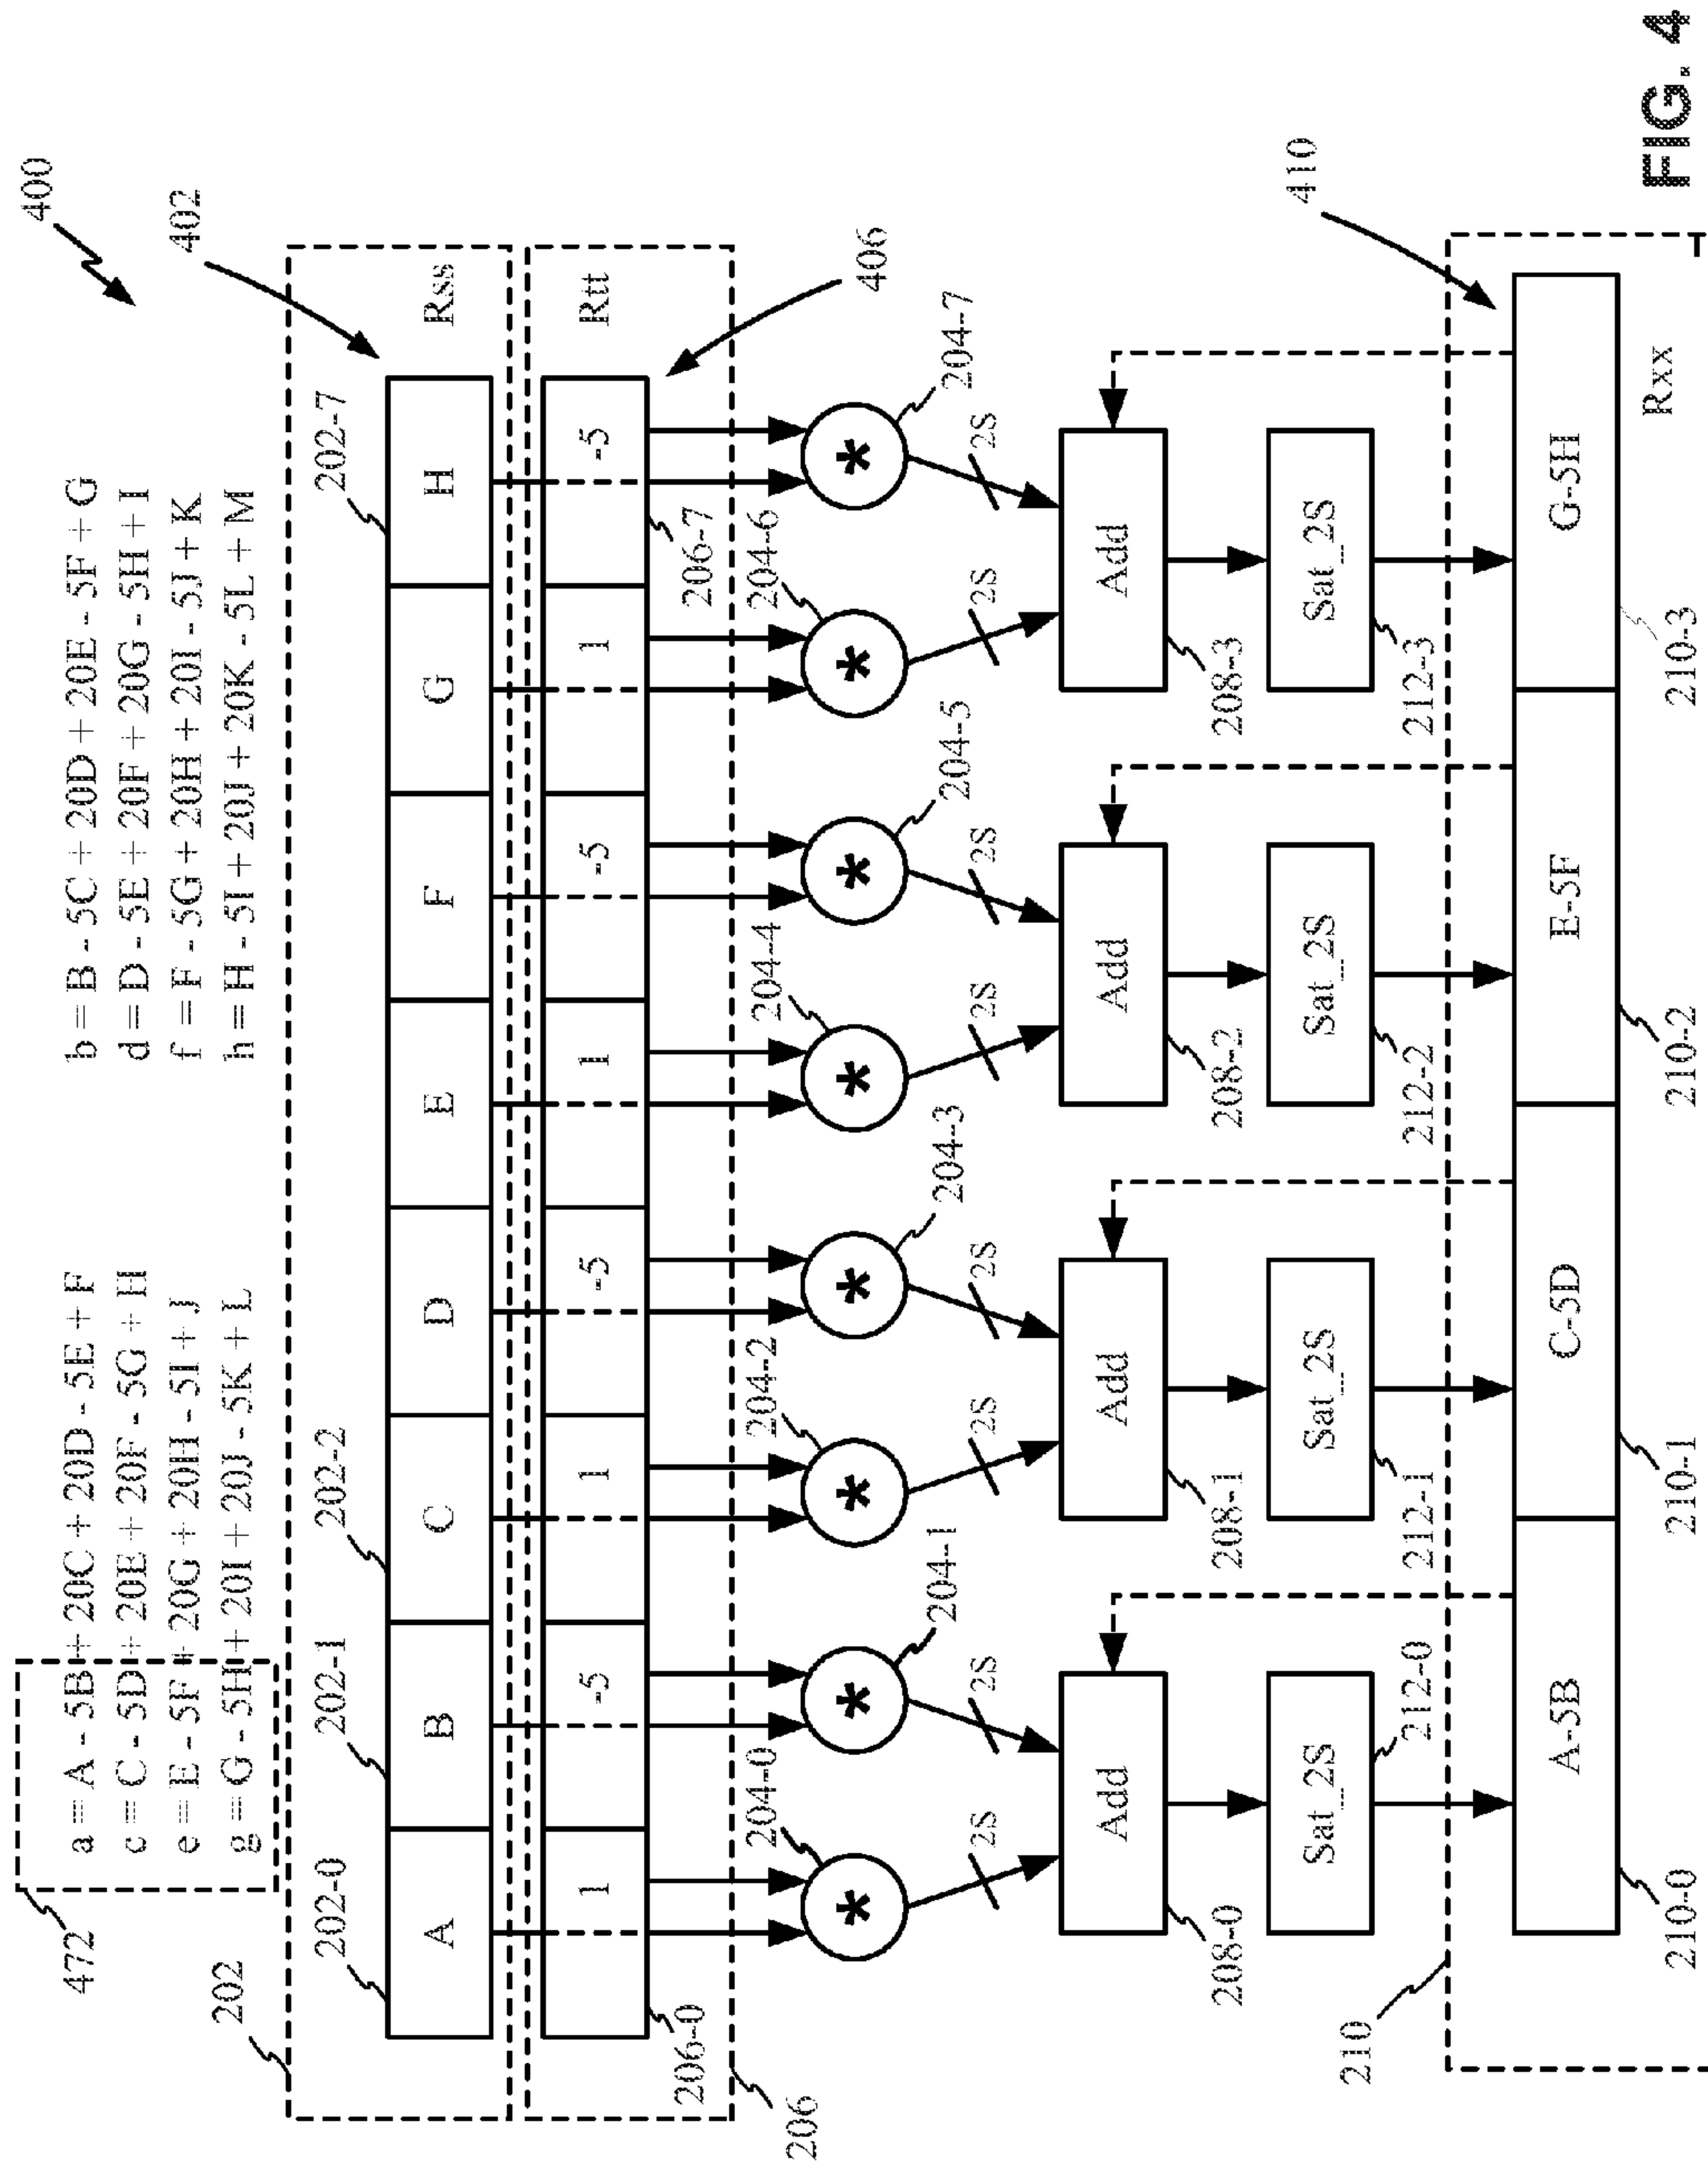 400
472
a = A - 5B + 20C + 20D - 5E + F
c = C - 5D + 20E + 20F - 5G + H
e = E - 5F + 20G + 20H - 5I + J
g = G - 5H + 20I + 20J - 5K + L
b = B - 5C + 20D + 20E - 5F + G
d = D - 5E + 20F + 20G - 5H + I
f = F - 5G + 20H + 20I - 5J + K
h = H - 5I + 20J + 20K - 5L + M
202
202-0 202-1 202-2 202-7 402
A B C D E F G H Rss
1 -5 1 -5 1 -5 1 -5 Rtt
206-0 206-7 406
206
204-0 204-1 204-2 204-3 204-4 204-5 204-6 204-7
* * * * * * * *
2S 2S 2S 2S 2S 2S 2S 2S
Add Add Add Add
208-0 208-1 208-2 208-3
Sat_2S Sat_2S Sat_2S Sat_2S
212-0 212-1 212-2 212-3
210 410
A-5B C-5D E-5F G-5H
Rxx
210-0 210-1 210-2 210-3
FIG. 4